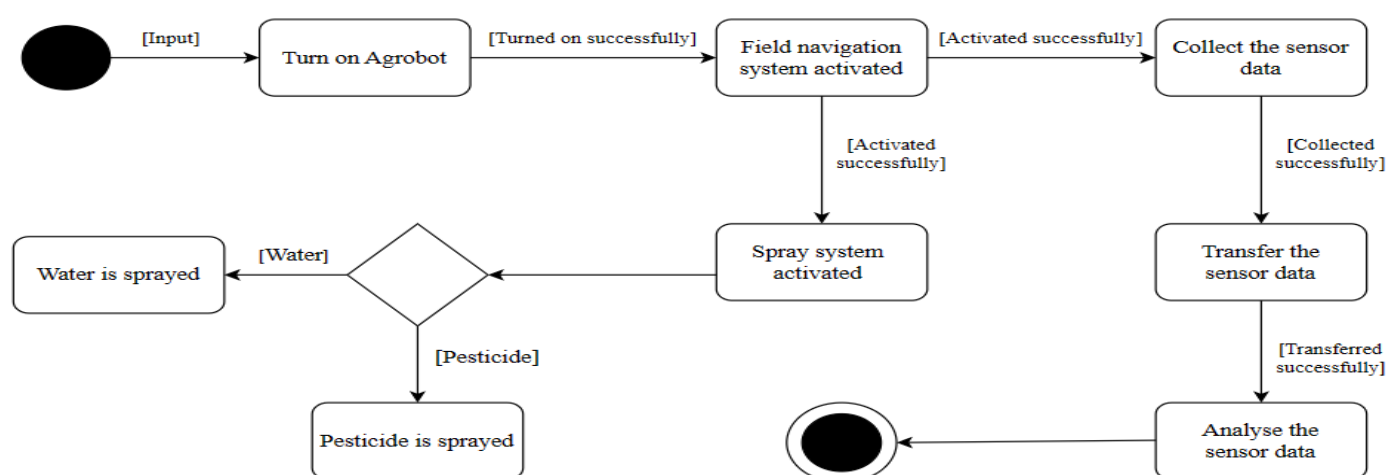 [Input]
Turn on Agrobot
[Turned on successfully]
Field navigation
system activated
[Activated successfully]
Collect the sensor
data
[Activated
successfully]
[Collected
successfully]
Water is sprayed
[Water]
Spray system
activated
Transfer the
sensor data
[Pesticide]
[Transferred
successfully]
Pesticide is sprayed
Analyse the
sensor data